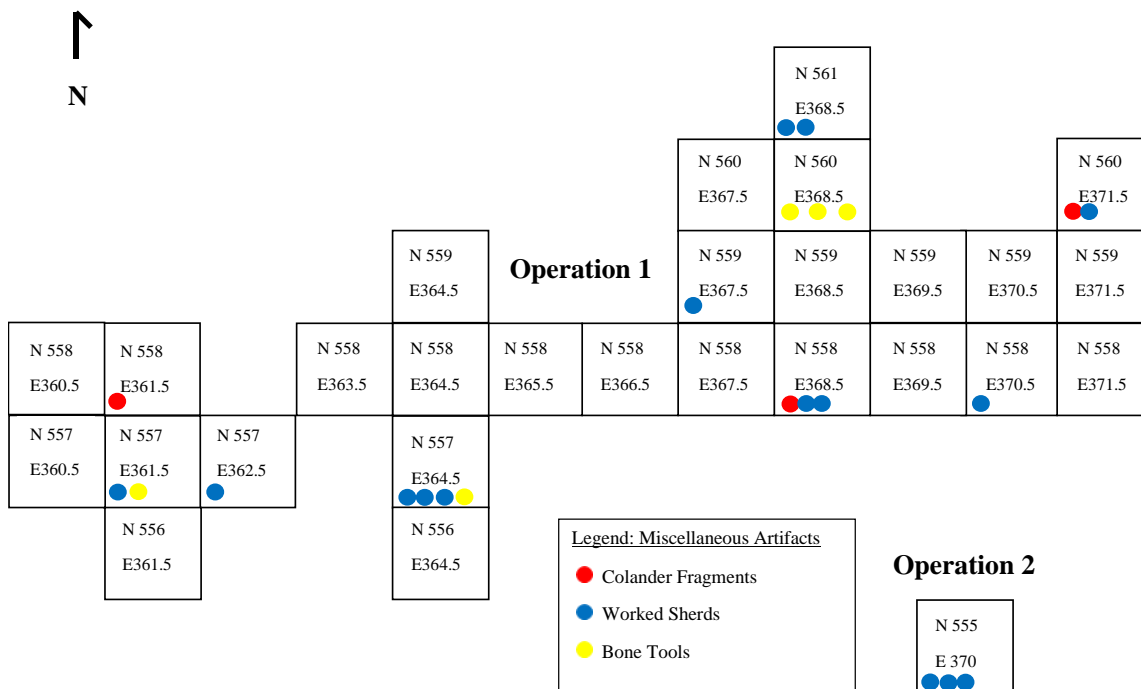 N
N 561
E368.5
N 560
E367.5
N 560
E368.5
N 560
E371.5
N 559
E364.5
Operation 1
N 559
E367.5
N 559
E368.5
N 559
E369.5
N 559
E370.5
N 559
E371.5
N 558
E360.5
N 558
E361.5
N 558
E363.5
N 558
E364.5
N 558
E365.5
N 558
E366.5
N 558
E367.5
N 558
E368.5
N 558
E369.5
N 558
E370.5
N 558
E371.5
N 557
E360.5
N 557
E361.5
N 557
E362.5
N 557
E364.5
N 556
E361.5
N 556
E364.5
Legend: Miscellaneous Artifacts
Colander Fragments
Worked Sherds
Bone Tools
Operation 2
N 555
E 370